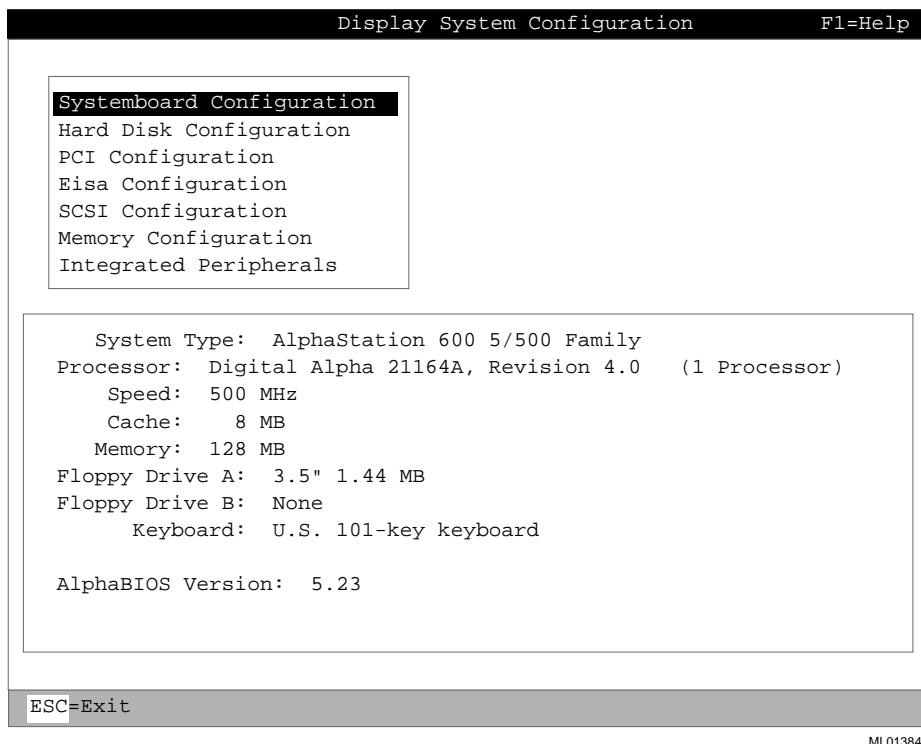 Display System Configuration F1=Help
Systemboard Configuration
Hard Disk Configuration
PCI Configuration
Eisa Configuration
SCSI Configuration
Memory Configuration
Integrated Peripherals
System Type: AlphaStation 600 5/500 Family
Processor: Digital Alpha 21164A, Revision 4.0 (1 Processor)
Speed: 500 MHz
Cache: 8 MB
Memory: 128 MB
Floppy Drive A: 3.5" 1.44 MB
Floppy Drive B: None
Keyboard: U.S. 101-key keyboard
AlphaBIOS Version: 5.23
ESC=Exit